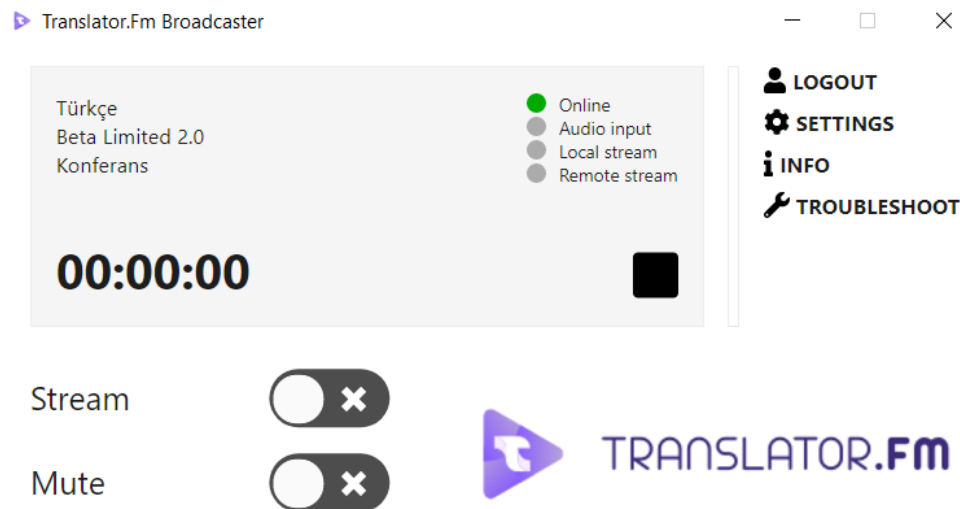 Translator.Fm Broadcaster
Türkçe
Beta Limited 2.0
Konferans
Online
Audio input
Local stream
Remote stream
00:00:00
LOGOUT
SETTINGS
INFO
TROUBLESHOOT
Stream
Mute
TRANSLATOR.FM